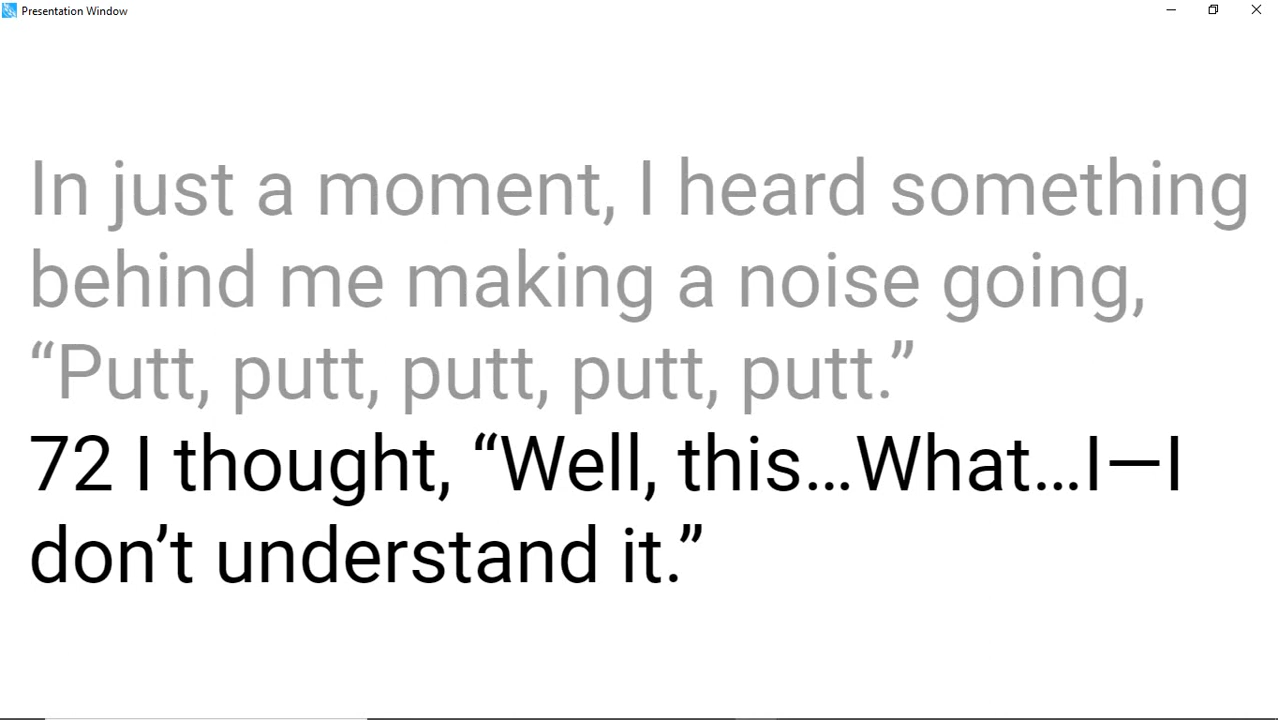 Presentation Window
In just a moment, I heard something
behind me making a noise going,
“Putt, putt, putt, putt, putt.”
72 I thought, “Well, this…What…I—I
don’t understand it.”